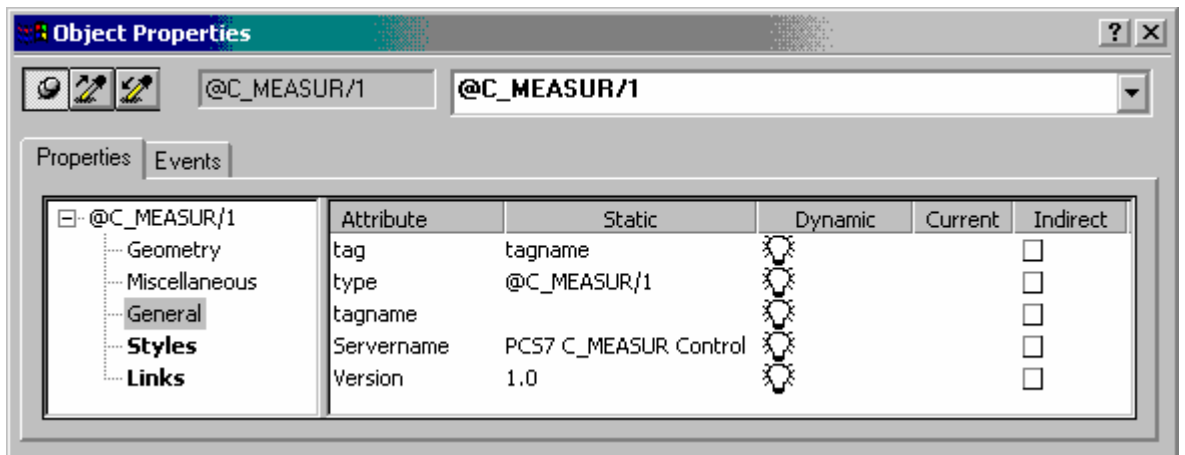 Object Properties
@C_MEASUR/1 @C_MEASUR/1
Properties Events
@C_MEASUR/1
Geometry
Miscellaneous
General
Styles
Links
Attribute Static Dynamic Current Indirect
tag tagname
type @C_MEASUR/1
tagname
Servername PCS7 C_MEASUR Control
Version 1.0